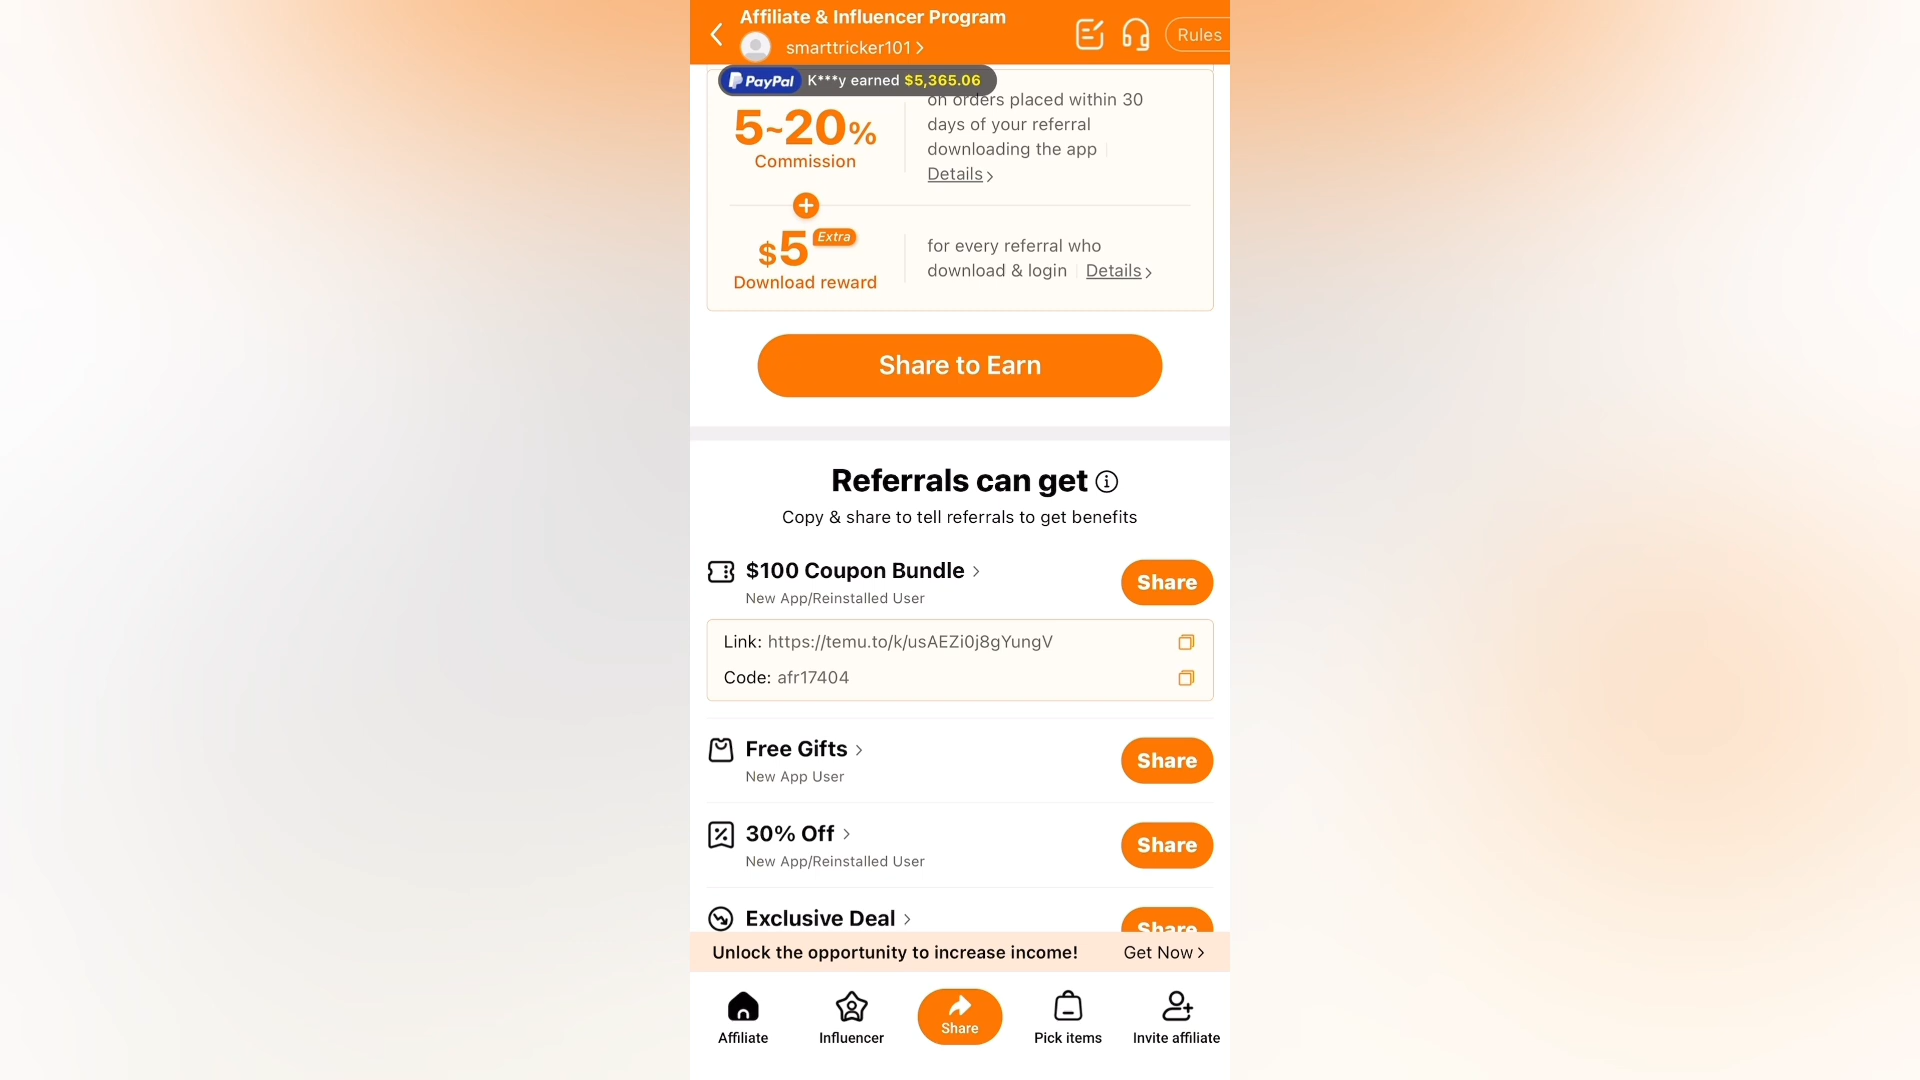 Affiliate & Influencer Program
smarttricker101
Rules
PayPal K***y earned $5,365.06
5~20%
Commission
on orders placed within 30
days of your referral
downloading the app
Details
$5 Extra
Download reward
for every referral who
download & login Details
Share to Earn
Referrals can get
Copy & share to tell referrals to get benefits
$100 Coupon Bundle
New App/Reinstalled User
Share
Link: https://temu.to/k/usAEZi0j8gYungV
Code: afr17404
Free Gifts
New App User
Share
30% Off
New App/Reinstalled User
Share
Exclusive Deal
Share
Unlock the opportunity to increase income! Get Now
Affiliate
Influencer
Share
Pick items
Invite affiliate